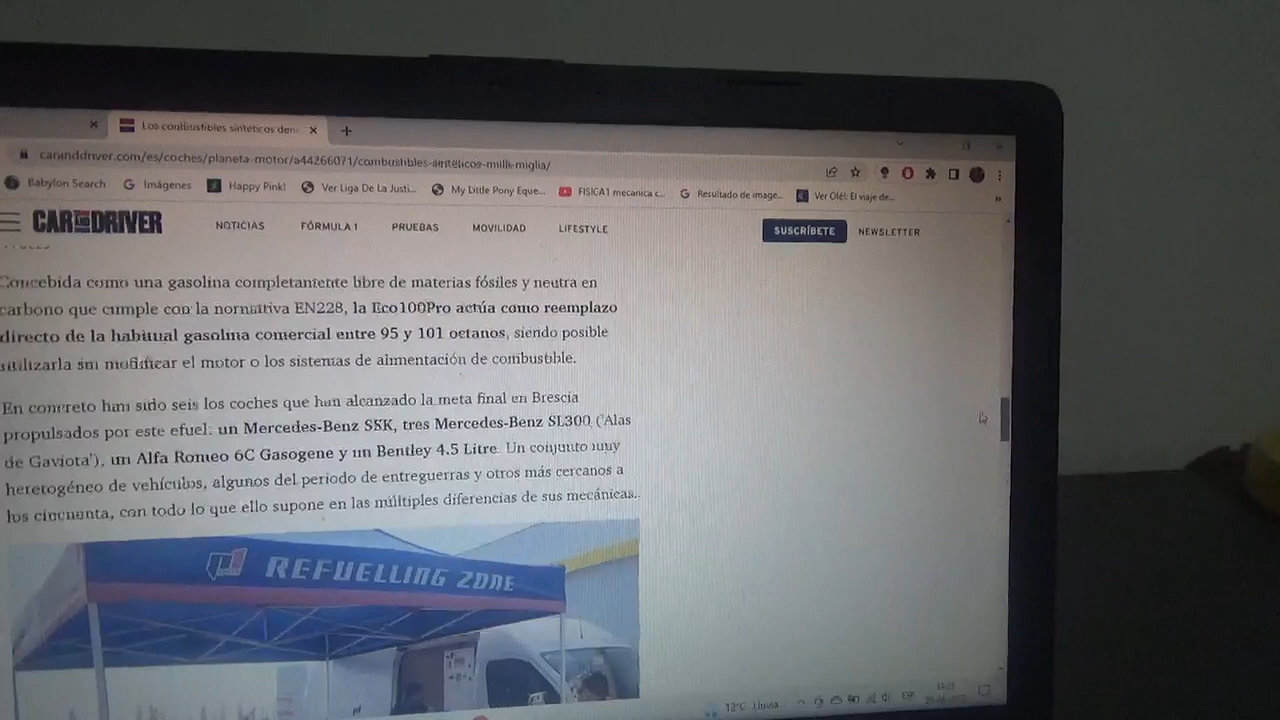 Los combustibles sintéticos dem
caranddriver.com/es/coches/planeta-motor/a44266071/combustibles-sinteticos-mille-miglia/
Babylon Search
Imágenes
Happy Pink!
Ver Liga De La Justi...
My Little Pony Eque...
FISICA1 mecanica c...
Resultado de image...
Ver Olé!: El viaje de...
CAR AND DRIVER
NOTICIAS
FÓRMULA 1
PRUEBAS
MOVILIDAD
LIFESTYLE
SUSCRÍBETE
NEWSLETTER
Concebida como una gasolina completamente libre de materias fósiles y neutra en
carbono que cumple con la normativa EN228, la Eco100Pro actúa como reemplazo
directo de la habitual gasolina comercial entre 95 y 101 octanos, siendo posible
utilizarla sin modificar el motor o los sistemas de alimentación de combustible.
En concreto han sido seis los coches que han alcanzado la meta final en Brescia
propulsados por este efuel: un Mercedes-Benz SSK, tres Mercedes-Benz SL300 ('Alas
de Gaviota'), un Alfa Romeo 6C Gasogene y un Bentley 4.5 Litre. Un conjunto muy
heretogéneo de vehículos, algunos del periodo de entreguerras y otros más cercanos a
los cincuenta, con todo lo que ello supone en las múltiples diferencias de sus mecánicas.
REFUELLING ZONE
12°C Lluvia
ESP